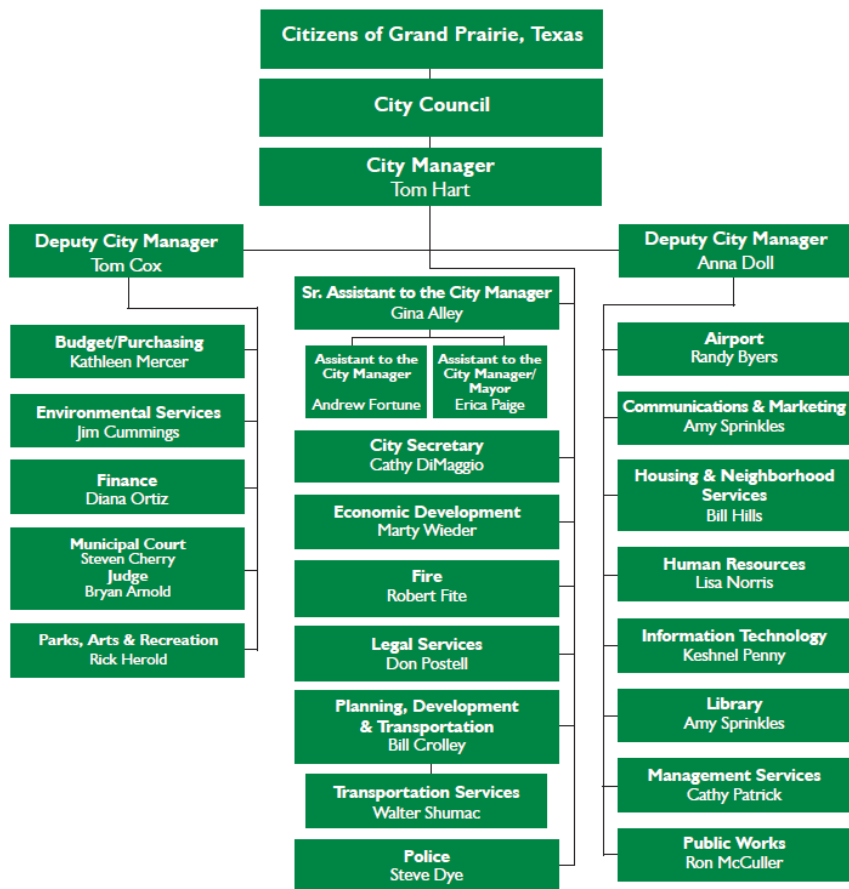 Citizens of Grand Prairie, Texas
City Council
City Manager
Tom Hart
Deputy City Manager
Tom Cox
Budget/Purchasing
Kathleen Mercer
Environmental Services
Jim Cummings
Finance
Diana Ortiz
Municipal Court
Steven Cherry
Judge
Bryan Arnold
Parks, Arts & Recreation
Rick Herold
Sr. Assistant to the City Manager
Gina Alley
Assistant to the
City Manager
Andrew Fortune
Assistant to the
City Manager/
Mayor
Erica Paige
City Secretary
Cathy DiMaggio
Economic Development
Marty Wieder
Fire
Robert Fite
Legal Services
Don Postell
Planning, Development
& Transportation
Bill Crolley
Transportation Services
Walter Shumac
Police
Steve Dye
Deputy City Manager
Anna Doll
Airport
Randy Byers
Communications & Marketing
Amy Sprinkles
Housing & Neighborhood
Services
Bill Hills
Human Resources
Lisa Norris
Information Technology
Keshnel Penny
Library
Amy Sprinkles
Management Services
Cathy Patrick
Public Works
Ron McCuller